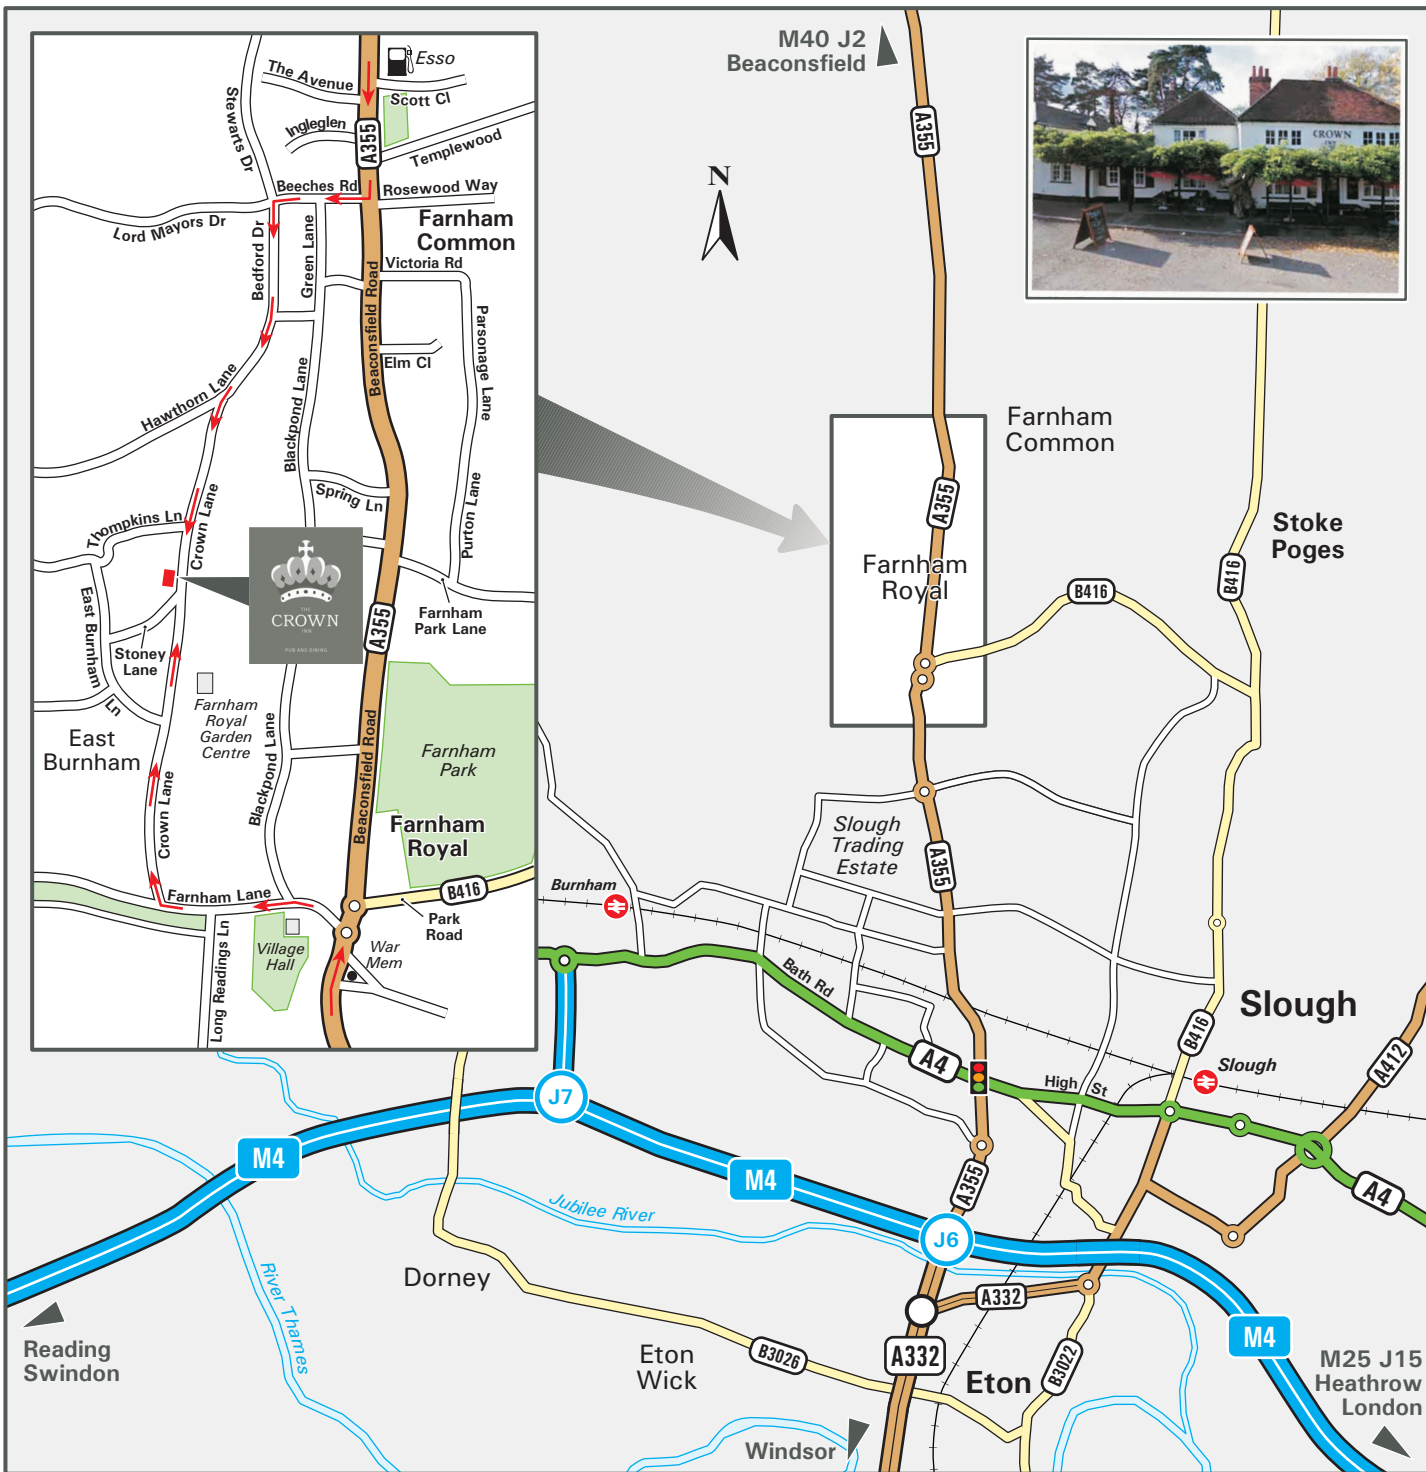 M40 J2
Beaconsfield
A355
N
CROWN
INN
Esso
The Avenue
Scott Cl
Stewarts Dr
Ingleglen
A355
Templewood
Beeches Rd
Rosewood Way
Lord Mayors Dr
Farnham
Common
Bedford Dr
Green Lane
Victoria Rd
Beaconsfield Road
Parsonage Lane
Elm Cl
Hawthorn Lane
Blackpond Lane
Spring Ln
Purton Lane
Thompkins Ln
Crown Lane
THE
CROWN
INN
PUB AND DINING
A355
Farnham
Park Lane
East Burnham
Ln
Stoney
Lane
Farnham
Royal
Garden
Centre
East
Burnham
Blackpond Lane
Beaconsfield Road
Farnham
Park
Crown Lane
Farnham
Royal
Farnham Lane
B416
Park
Road
Long Readings Ln
Village
Hall
War
Mem
Farnham
Common
A355
Farnham
Royal
Stoke
Poges
B416
B416
Slough
Trading
Estate
A355
Burnham
Bath Rd
Slough
A4
B416
A412
High St
Slough
J7
M4
M4
A355
A4
Jubilee River
J6
River Thames
Dorney
A332
M4
Reading
Swindon
Eton
Wick
B3026
A332
B3022
Eton
M25 J15
Heathrow
London
Windsor